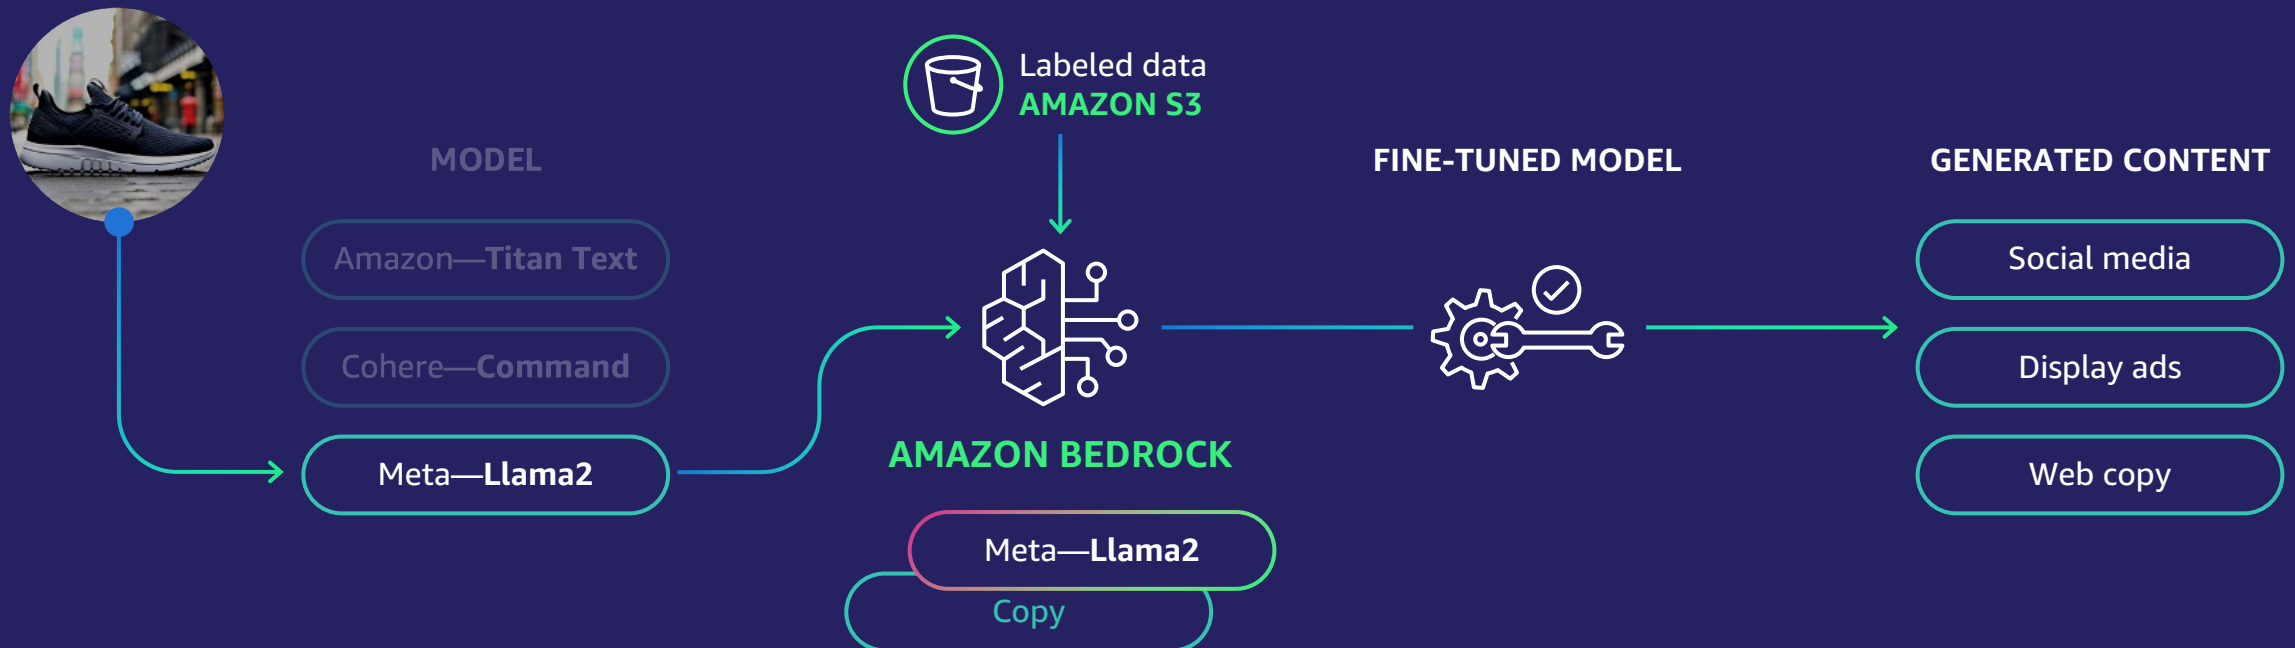 Labeled data
AMAZON S3
MODEL
Amazon—Titan Text
Cohere—Command
Meta—Llama2
AMAZON BEDROCK
Meta—Llama2
Copy
FINE-TUNED MODEL
GENERATED CONTENT
Social media
Display ads
Web copy